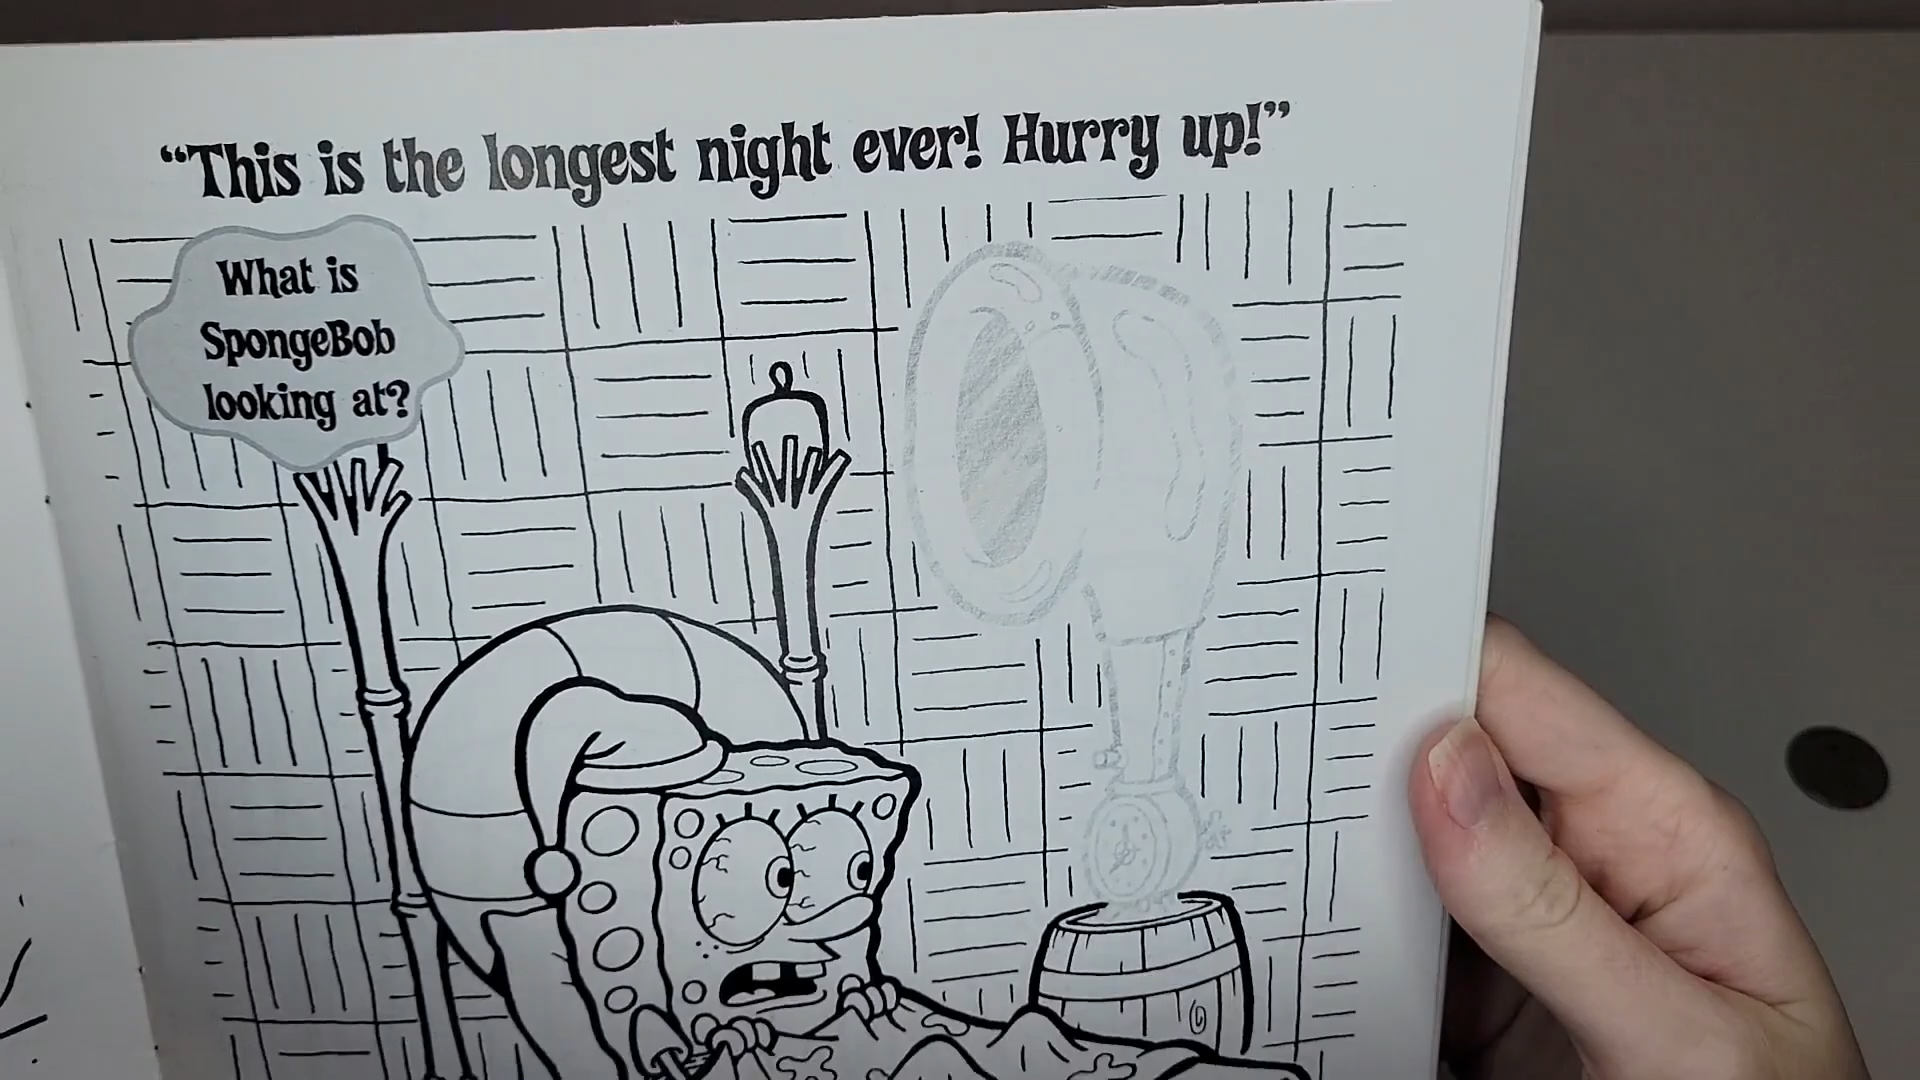 “This is the longest night ever! Hurry up!”
What is
SpongeBob
looking at?